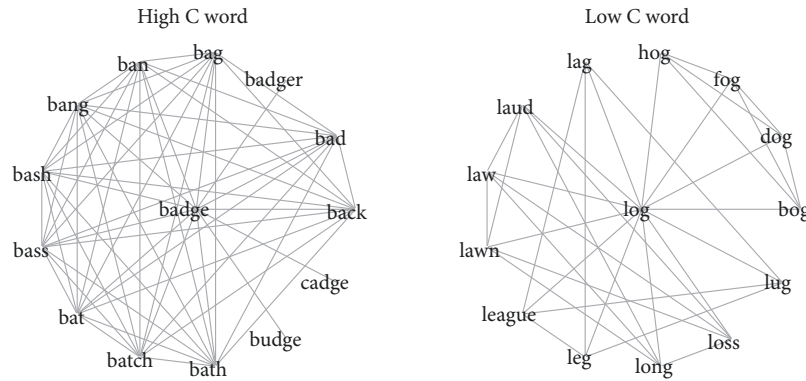 High C word
bag
ban
badger
bang
bad
bash
badge
back
bass
cadge
bat
budge
batch
bath
Low C word
hog
lag
fog
laud
dog
law
log
bog
lawn
lug
league
loss
leg
long